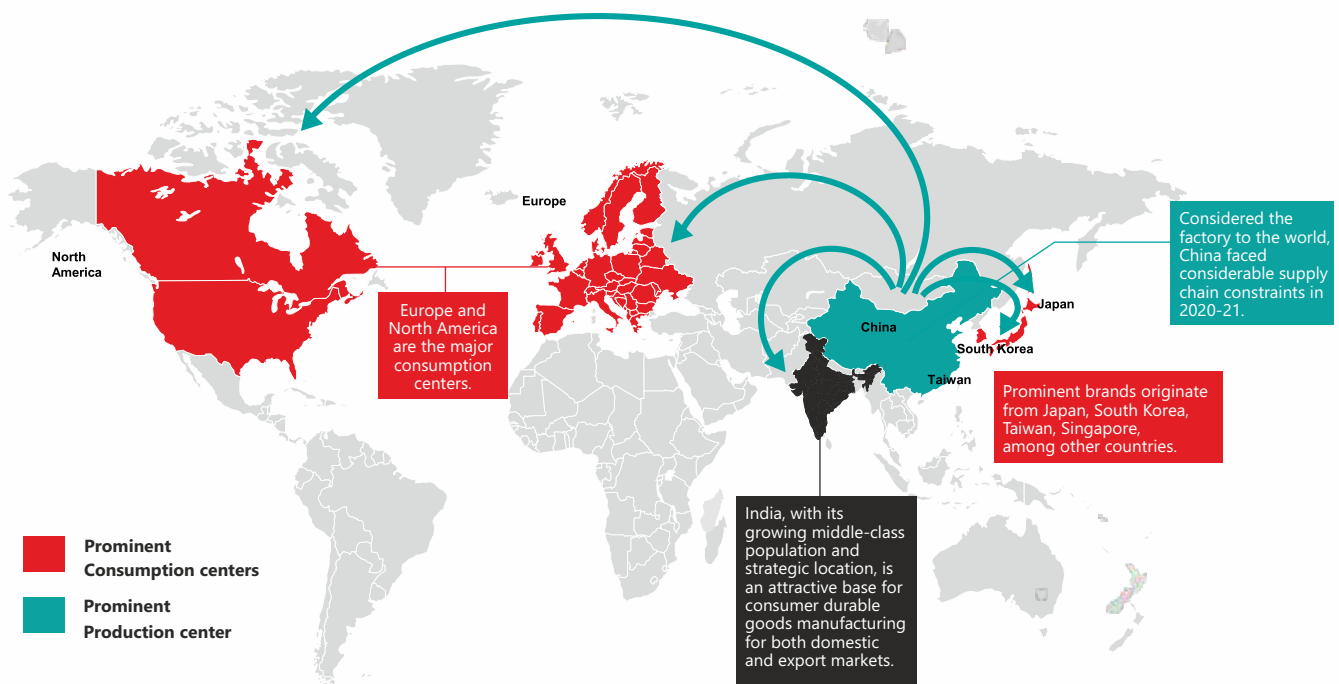 Europe
North
America
Europe and
North America
are the major
consumption
centers.
Considered the
factory to the world,
China faced
considerable supply
chain constraints in
2020-21.
Japan
China
South Korea
Taiwan
Prominent brands originate
from Japan, South Korea,
Taiwan, Singapore,
among other countries.
India, with its
growing middle-class
population and
strategic location, is
an attractive base for
consumer durable
goods manufacturing
for both domestic
and export markets.
Prominent
Consumption centers
Prominent
Production center